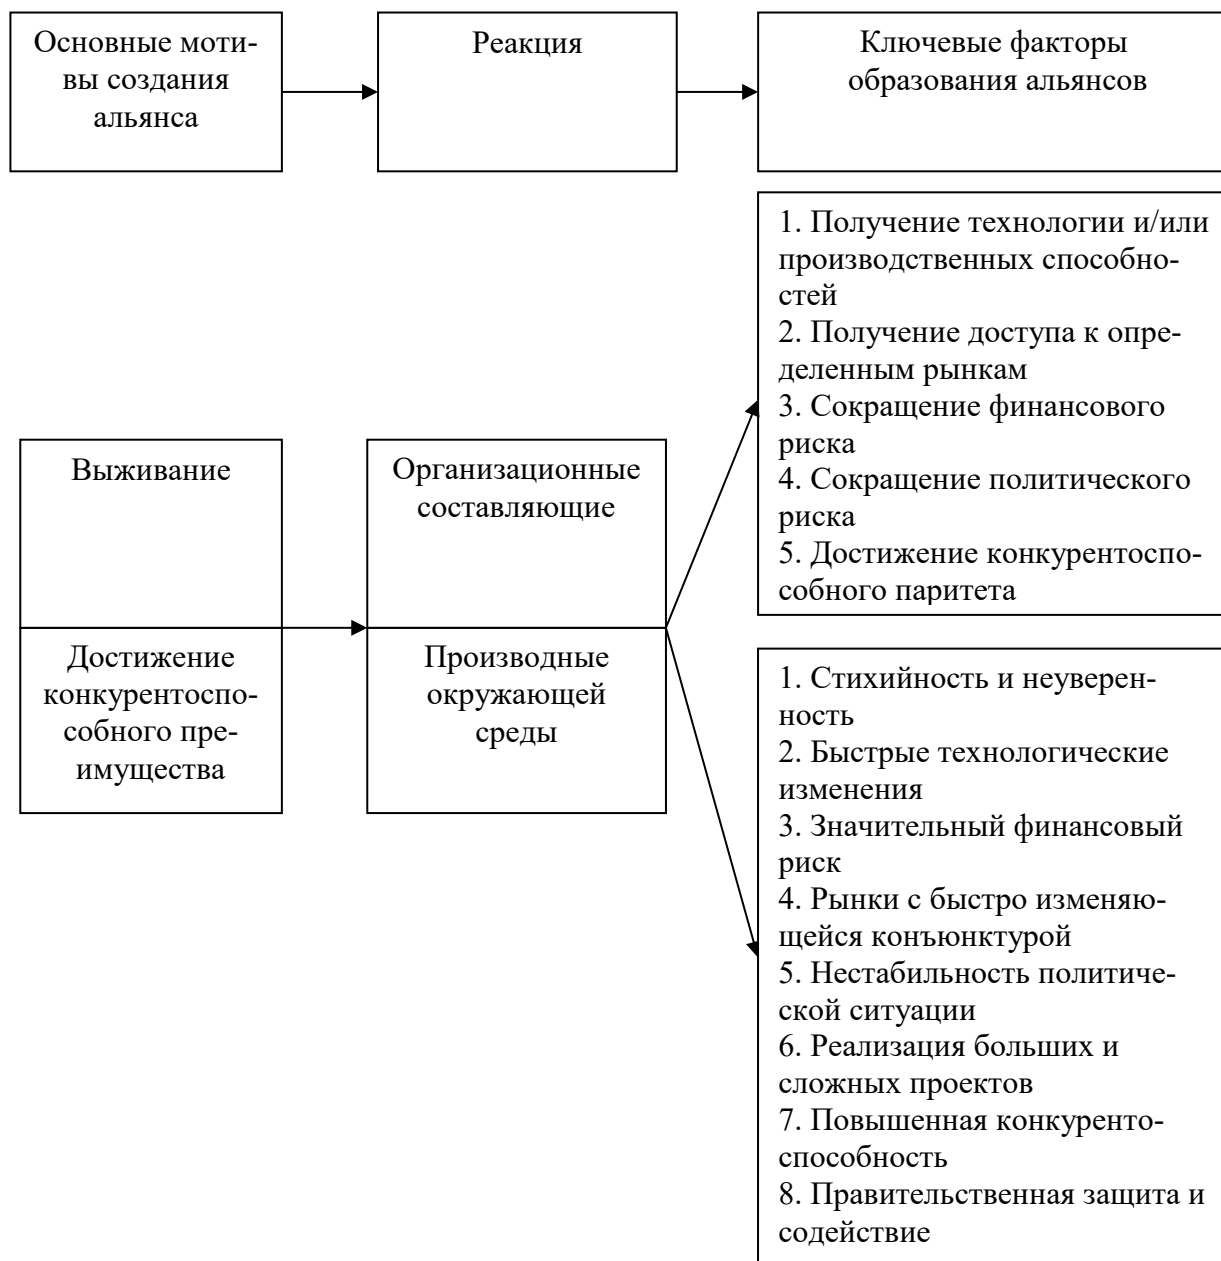 Основные моти-
вы создания
альянса
Реакция
Ключевые факторы
образования альянсов
1. Получение технологии и/или
производственных способно-
стей
2. Получение доступа к опре-
деленным рынкам
3. Сокращение финансового
риска
4. Сокращение политического
риска
5. Достижение конкурентоспо-
собного паритета
Выживание
Организационные
составляющие
Достижение
конкурентоспо-
собного пре-
имущества
Производные
окружающей
среды
1. Стихийность и неуверен-
ность
2. Быстрые технологические
изменения
3. Значительный финансовый
риск
4. Рынки с быстро изменяю-
щейся конъюнктурой
5. Нестабильность политиче-
ской ситуации
6. Реализация больших и
сложных проектов
7. Повышенная конкуренто-
способность
8. Правительственная защита и
содействие